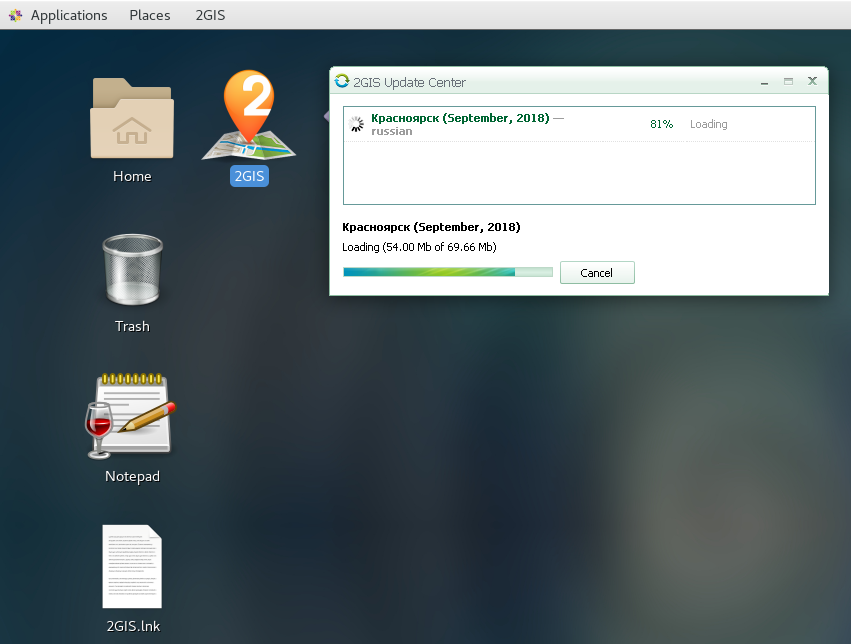 Applications Places 2GIS
Home
2
2GIS
Trash
Notepad
2GIS.lnk
2GIS Update Center
Красноярск (September, 2018) —
russian
81% Loading
Красноярск (September, 2018)
Loading (54.00 Mb of 69.66 Mb)
Cancel